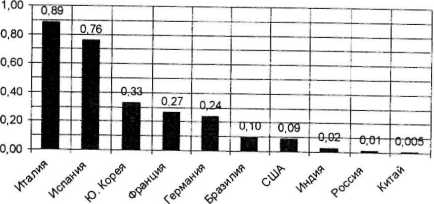 1,00
0,80
0,60
0,40
0,20
0,00
0,89
0,76
0,33
0,27
0,24
0,10
0,09
0,02
0,01
0,005
Италия
Испания
Ю. Корея
Франция
Германия
Бразилия
США
Индия
Россия
Китай